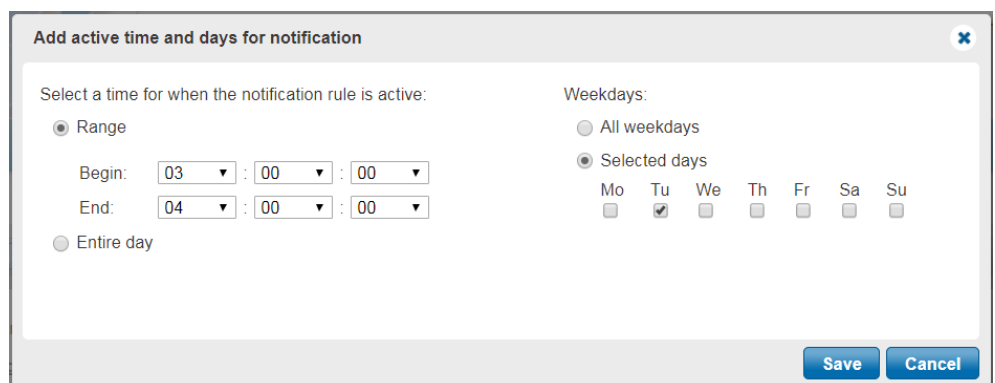 Add active time and days for notification
Select a time for when the notification rule is active:
Range
Begin: 03 : 00 : 00
End: 04 : 00 : 00
Entire day
Weekdays:
All weekdays
Selected days
Mo Tu We Th Fr Sa Su
Save Cancel